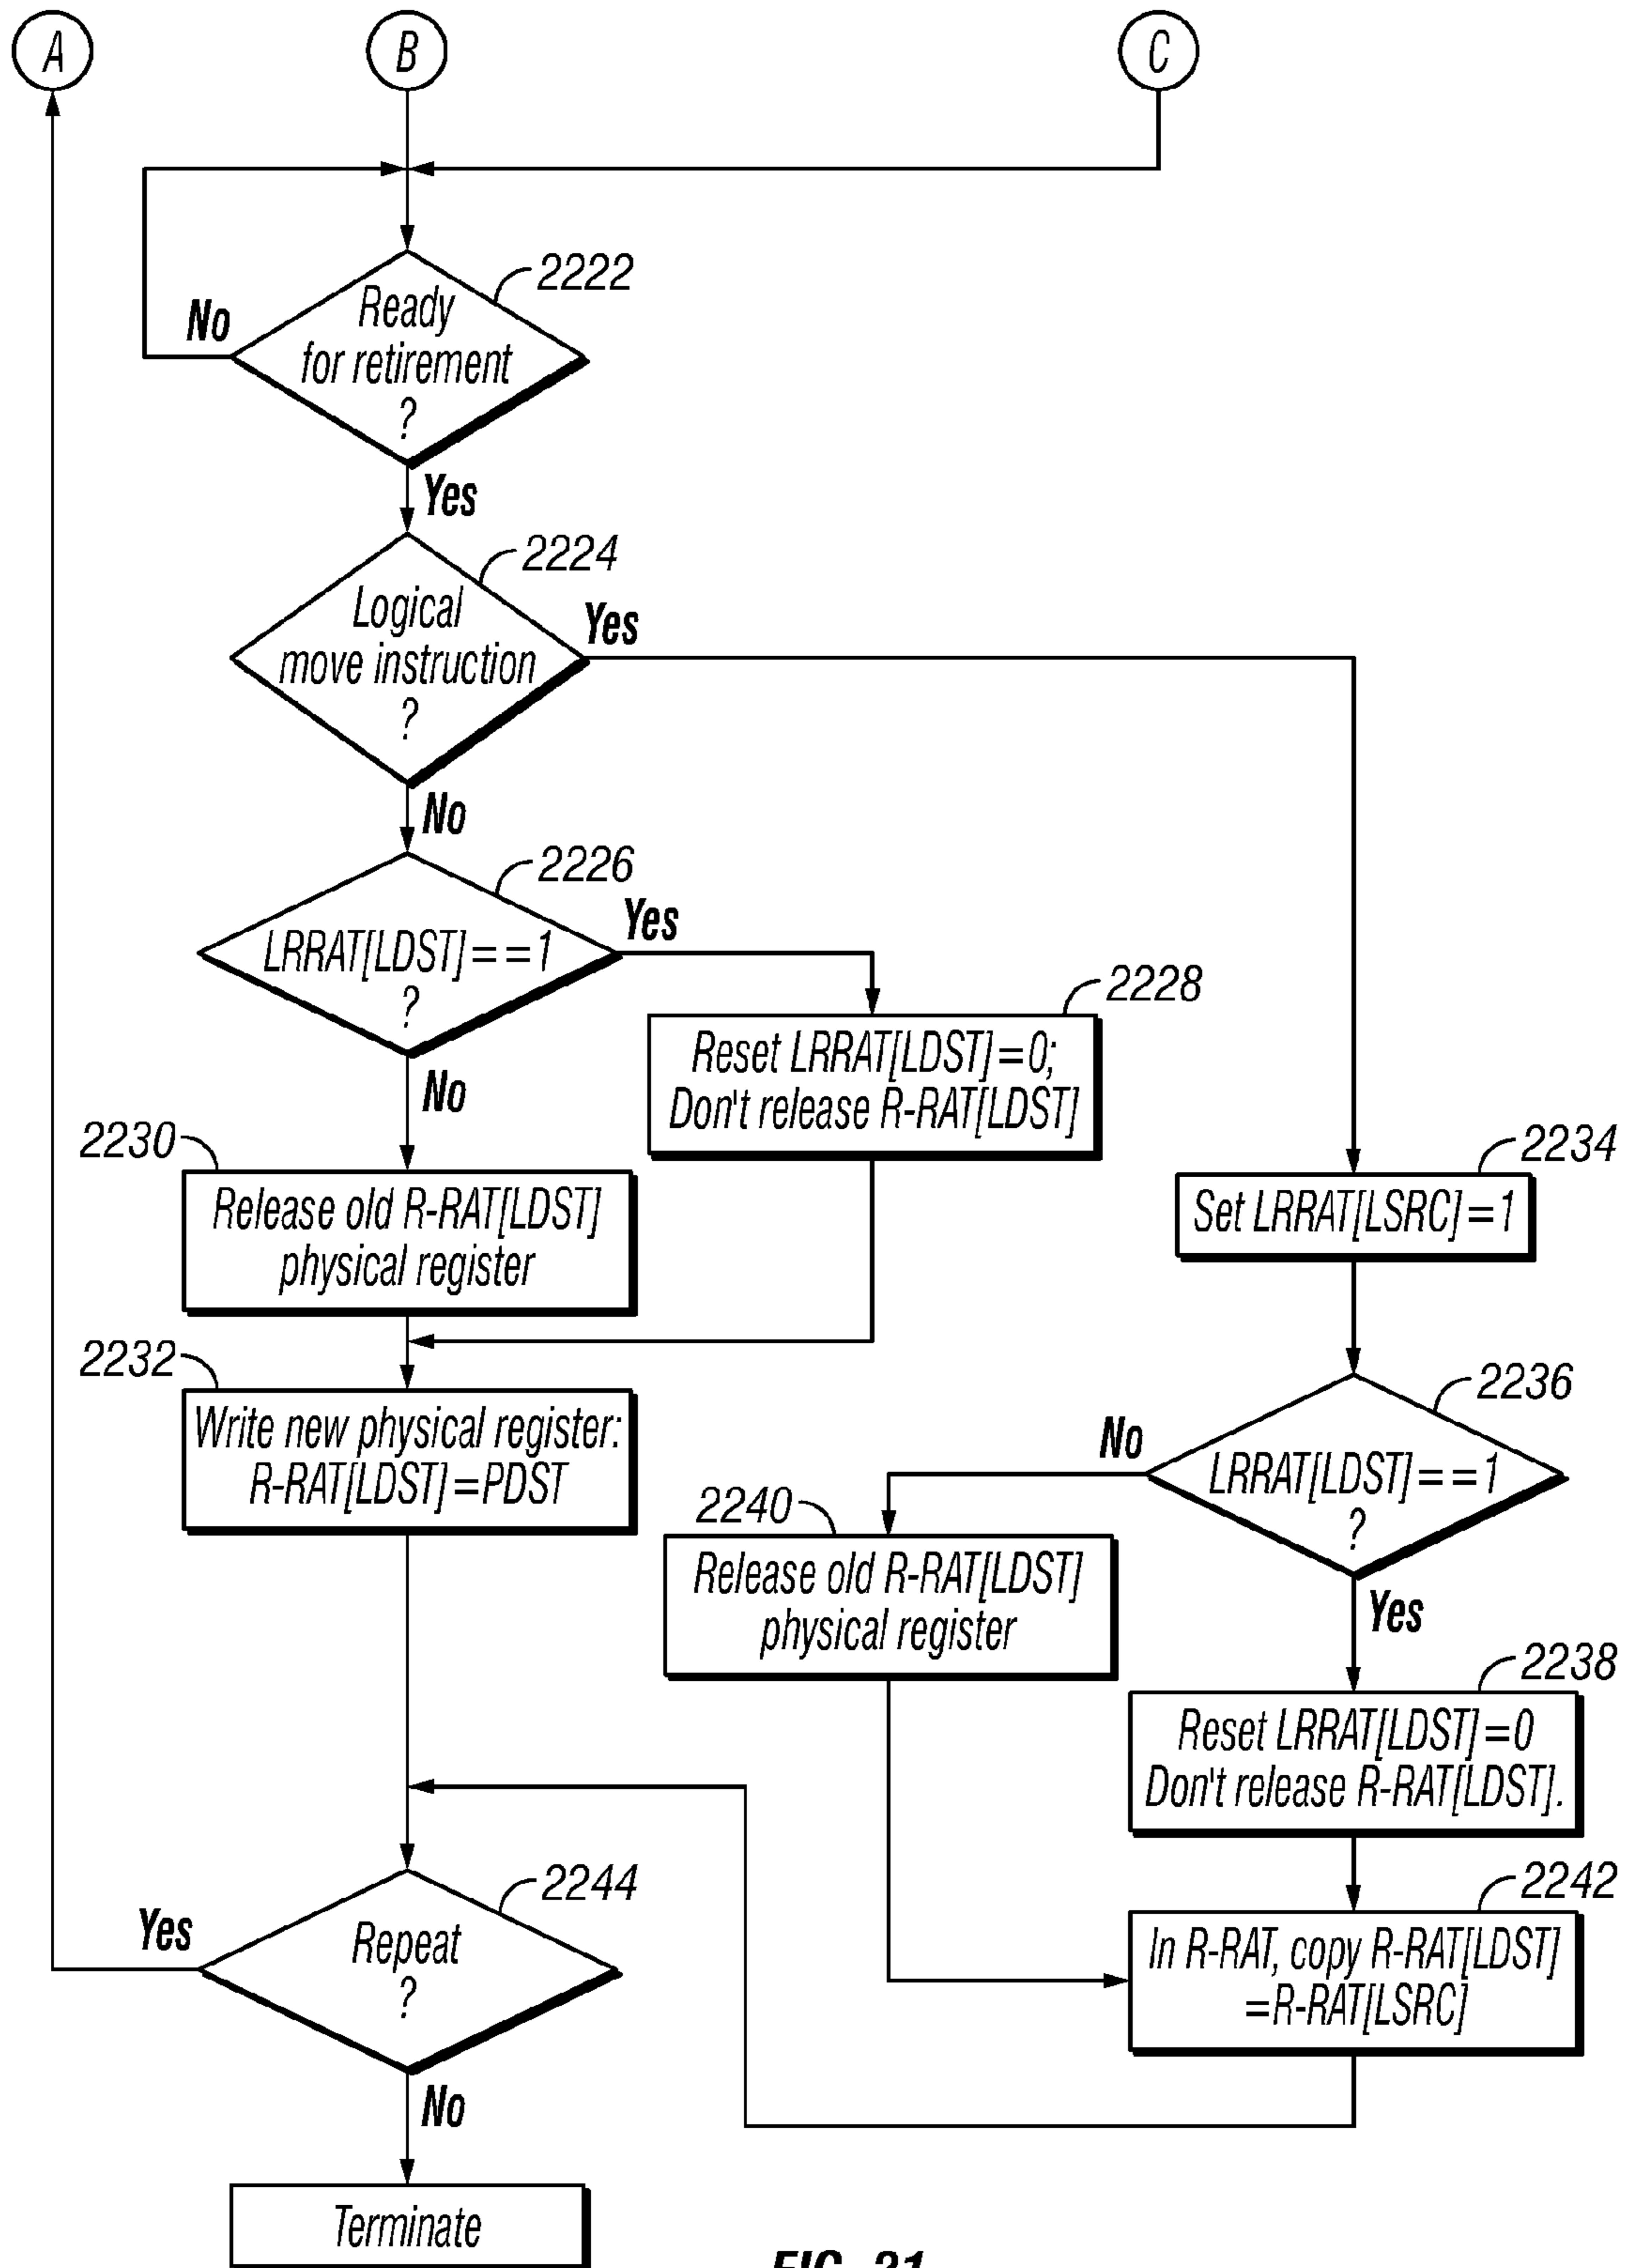 A
B
C
2222
Ready
for retirement
?
No
Yes
2224
Logical
move instruction
?
Yes
No
2226
LRRAT[LDST]==1
?
Yes
No
2228
Reset LRRAT[LDST]=0;
Don't release R-RAT[LDST]
2230
Release old R-RAT[LDST]
physical register
2234
Set LRRAT[LSRC]=1
2232
Write new physical register:
R-RAT[LDST]=PDST
2236
LRRAT[LDST]==1
?
No
Yes
2240
Release old R-RAT[LDST]
physical register
2238
Reset LRRAT[LDST]=0
Don't release R-RAT[LDST].
2242
In R-RAT, copy R-RAT[LDST]
=R-RAT[LSRC]
2244
Repeat
?
Yes
No
Terminate
FIG. 21